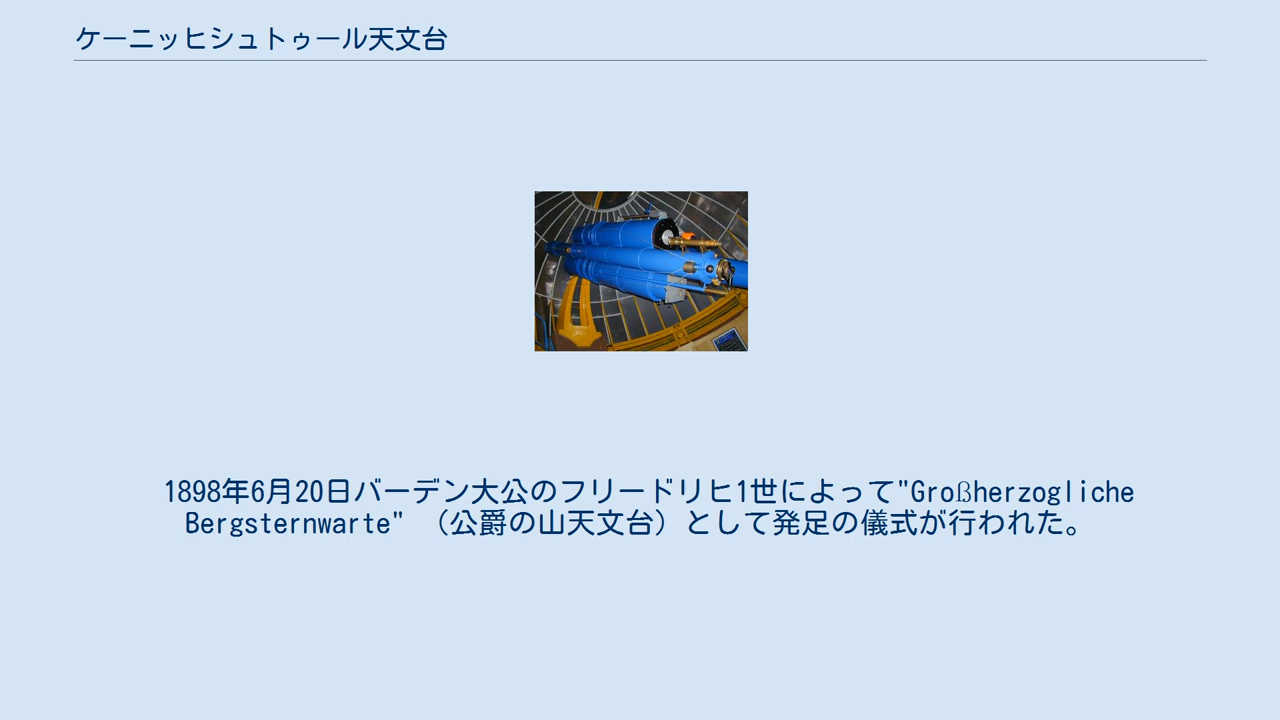 ケーニッヒシュトゥール天文台
1898年6月20日バーデン大公のフリードリヒ1世によって"Großherzogliche
Bergsternwarte" （公爵の山天文台）として発足の儀式が行われた。